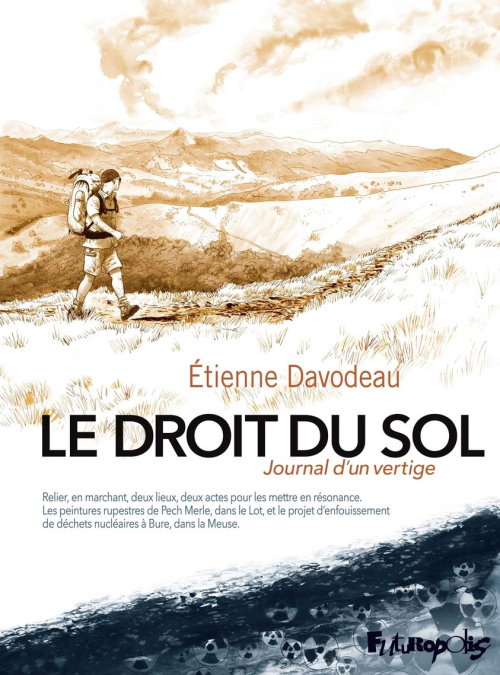 Étienne Davodeau
LE DROIT DU SOL
Journal d'un vertige
Relier, en marchant, deux lieux, deux actes pour les mettre en résonance.
Les peintures rupestres de Pech Merle, dans le Lot, et le projet d'enfouissement
de déchets nucléaires à Bure, dans la Meuse.
Futuropolis